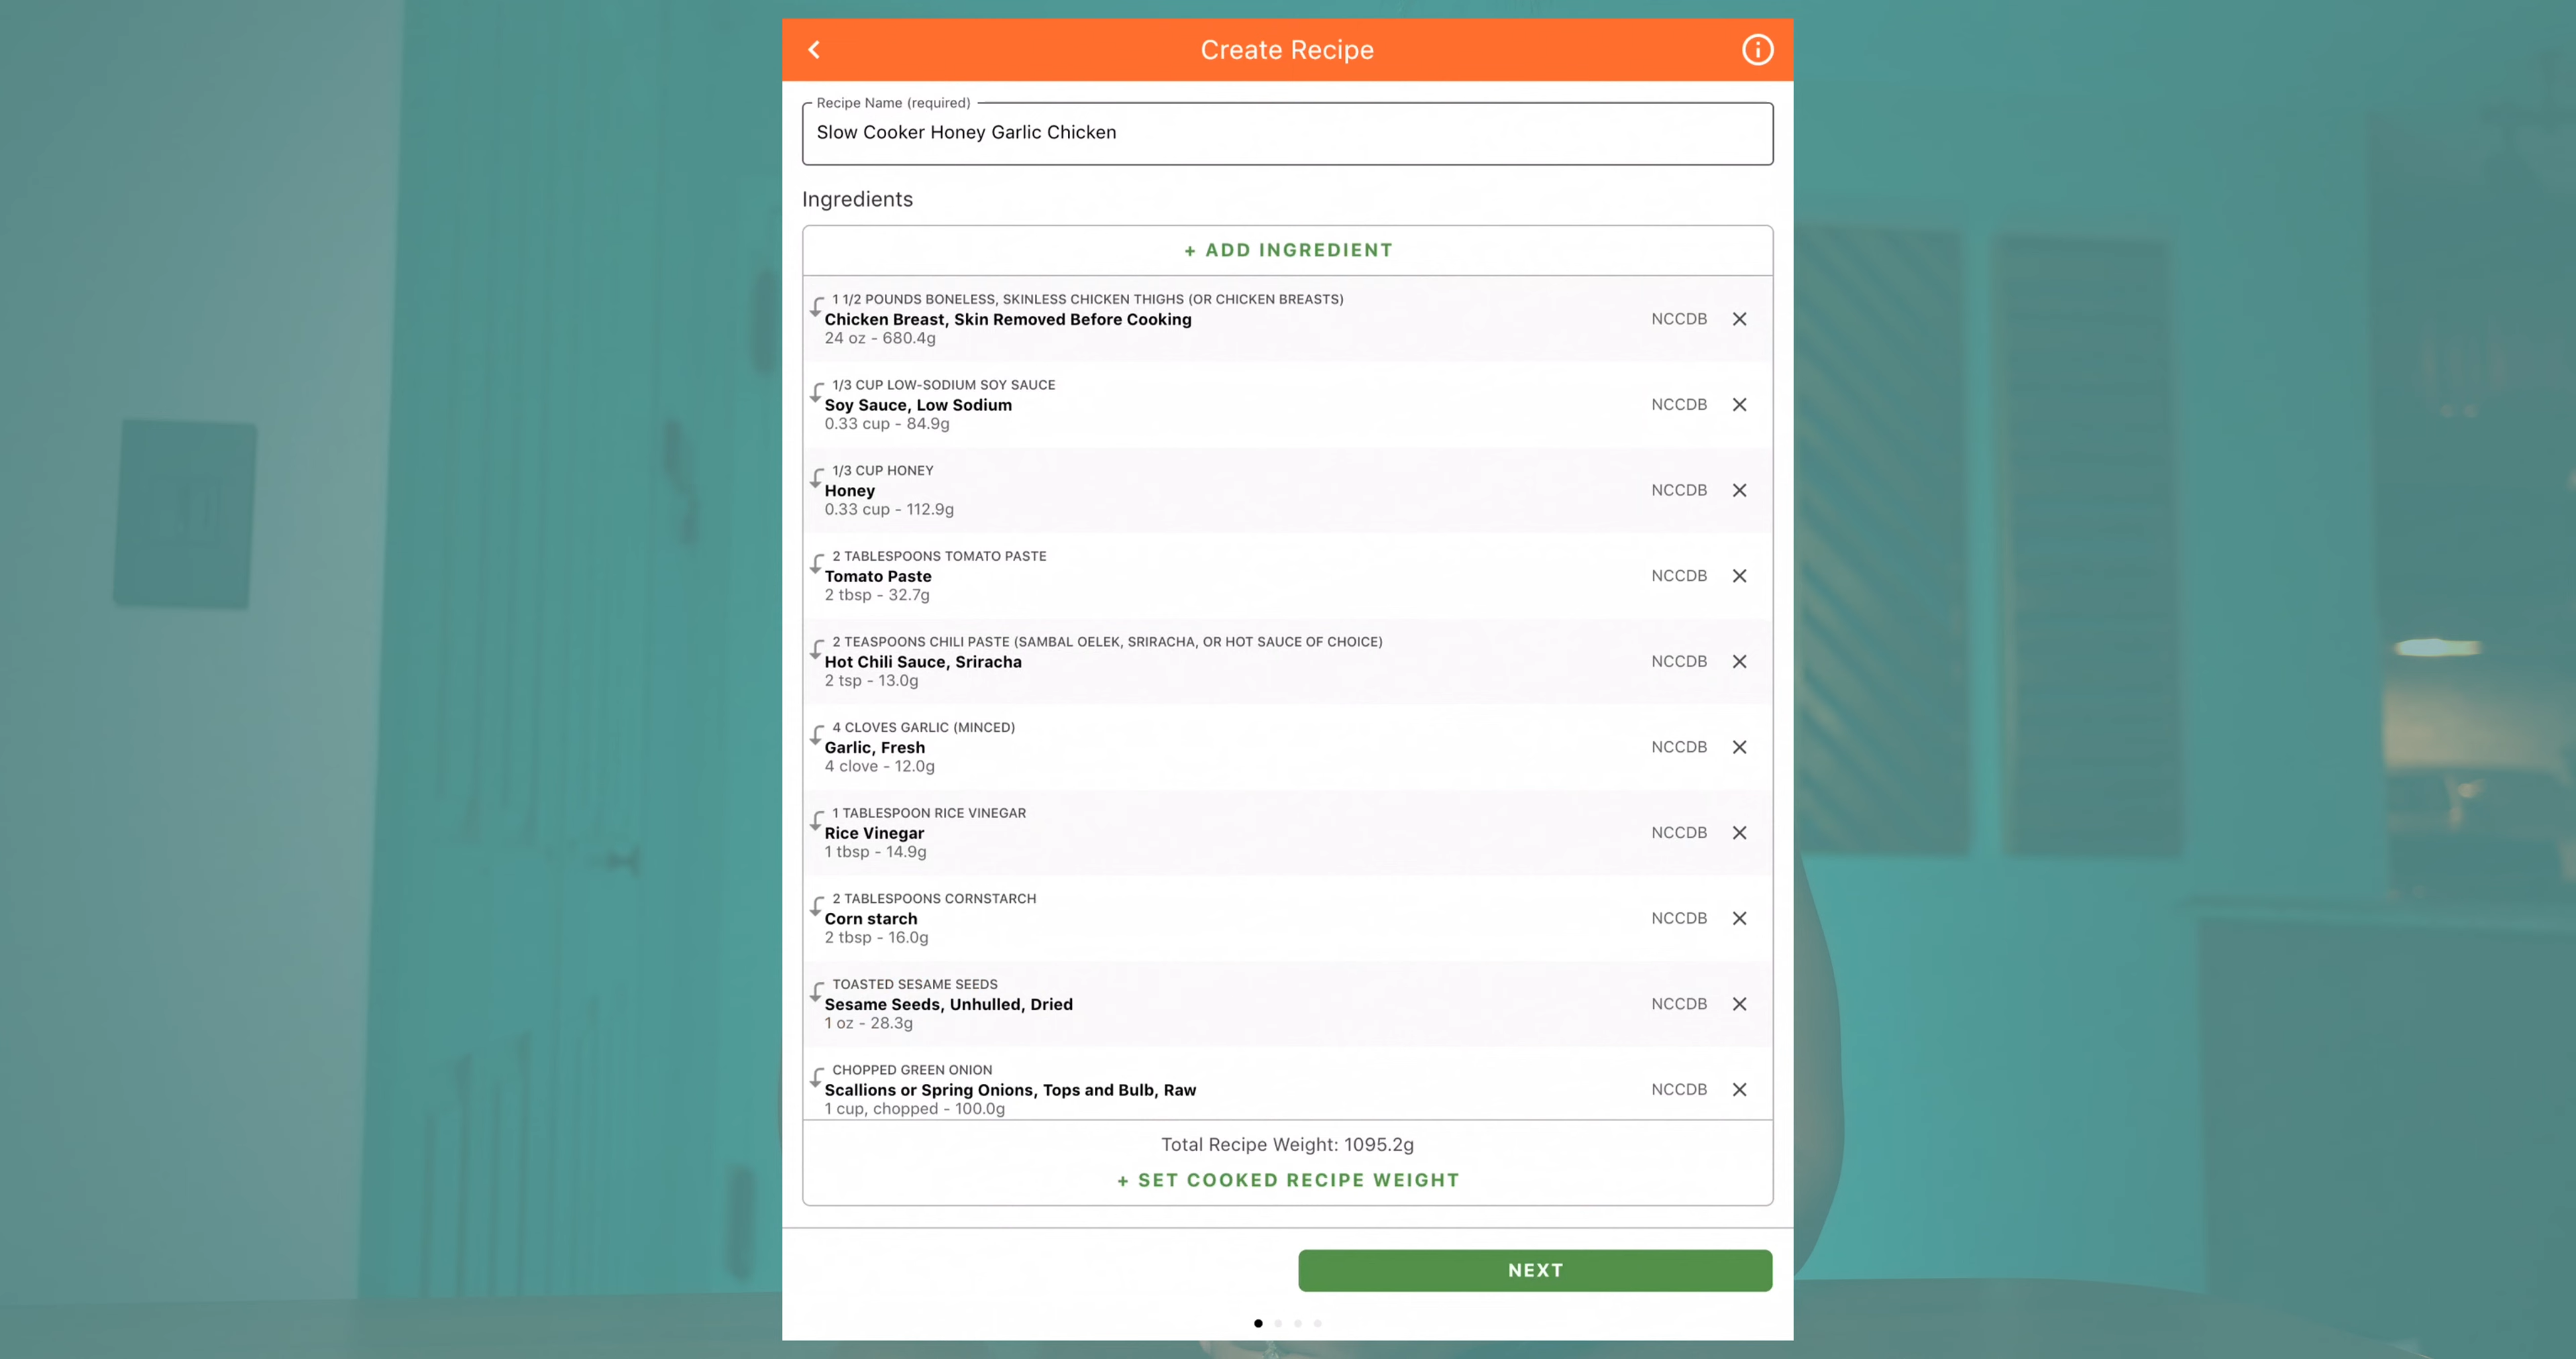 Create Recipe
Recipe Name (required)
Slow Cooker Honey Garlic Chicken
Ingredients
+ ADD INGREDIENT
1 1/2 POUNDS BONELESS, SKINLESS CHICKEN THIGHS (OR CHICKEN BREASTS)
Chicken Breast, Skin Removed Before Cooking NCCDB
24 oz - 680.4g
1/3 CUP LOW-SODIUM SOY SAUCE
Soy Sauce, Low Sodium NCCDB
0.33 cup - 84.9g
1/3 CUP HONEY
Honey NCCDB
0.33 cup - 112.9g
2 TABLESPOONS TOMATO PASTE
Tomato Paste NCCDB
2 tbsp - 32.7g
2 TEASPOONS CHILI PASTE (SAMBAL OELEK, SRIRACHA, OR HOT SAUCE OF CHOICE)
Hot Chili Sauce, Sriracha NCCDB
2 tsp - 13.0g
4 CLOVES GARLIC (MINCED)
Garlic, Fresh NCCDB
4 clove - 12.0g
1 TABLESPOON RICE VINEGAR
Rice Vinegar NCCDB
1 tbsp - 14.9g
2 TABLESPOONS CORNSTARCH
Corn starch NCCDB
2 tbsp - 16.0g
TOASTED SESAME SEEDS
Sesame Seeds, Unhulled, Dried NCCDB
1 oz - 28.3g
CHOPPED GREEN ONION
Scallions or Spring Onions, Tops and Bulb, Raw NCCDB
1 cup, chopped - 100.0g
Total Recipe Weight: 1095.2g
+ SET COOKED RECIPE WEIGHT
NEXT